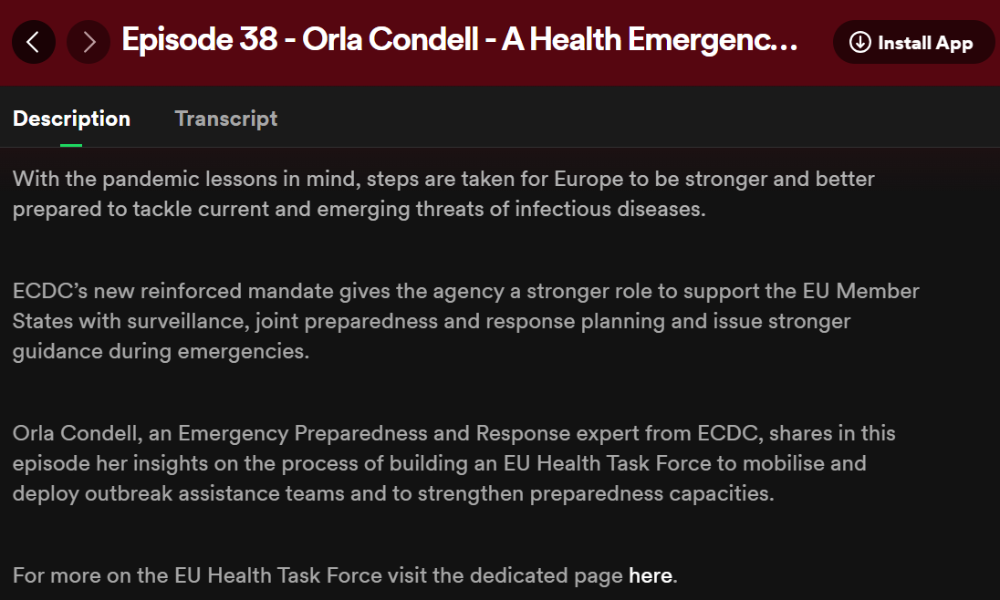 Episode 38 - Orla Condell - A Health Emergenc...
Install App
Description
Transcript
With the pandemic lessons in mind, steps are taken for Europe to be stronger and better
prepared to tackle current and emerging threats of infectious diseases.
ECDC’s new reinforced mandate gives the agency a stronger role to support the EU Member
States with surveillance, joint preparedness and response planning and issue stronger
guidance during emergencies.
Orla Condell, an Emergency Preparedness and Response expert from ECDC, shares in this
episode her insights on the process of building an EU Health Task Force to mobilise and
deploy outbreak assistance teams and to strengthen preparedness capacities.
For more on the EU Health Task Force visit the dedicated page here.